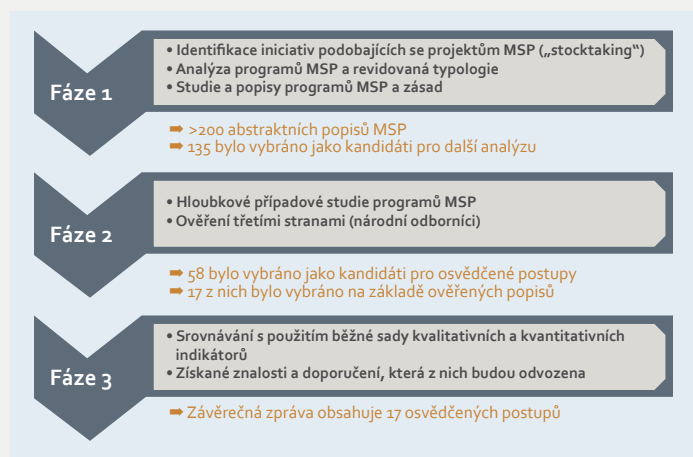 Fáze 1
• Identifikace iniciativ podobajících se projektům MSP („stocktaking“)
• Analýza programů MSP a revidovaná typologie
• Studie a popisy programů MSP a zásad
➡ >200 abstraktních popisů MSP
➡ 135 bylo vybráno jako kandidáti pro další analýzu
Fáze 2
• Hloubkové případové studie programů MSP
• Ověření třetími stranami (národní odborníci)
➡ 58 bylo vybráno jako kandidáti pro osvědčené postupy
➡ 17 z nich bylo vybráno na základě ověřených popisů
Fáze 3
• Srovnávání s použitím běžné sady kvalitativních a kvantitativních
indikátorů
• Získané znalosti a doporučení, která z nich budou odvozena
➡ Závěrečná zpráva obsahuje 17 osvědčených postupů